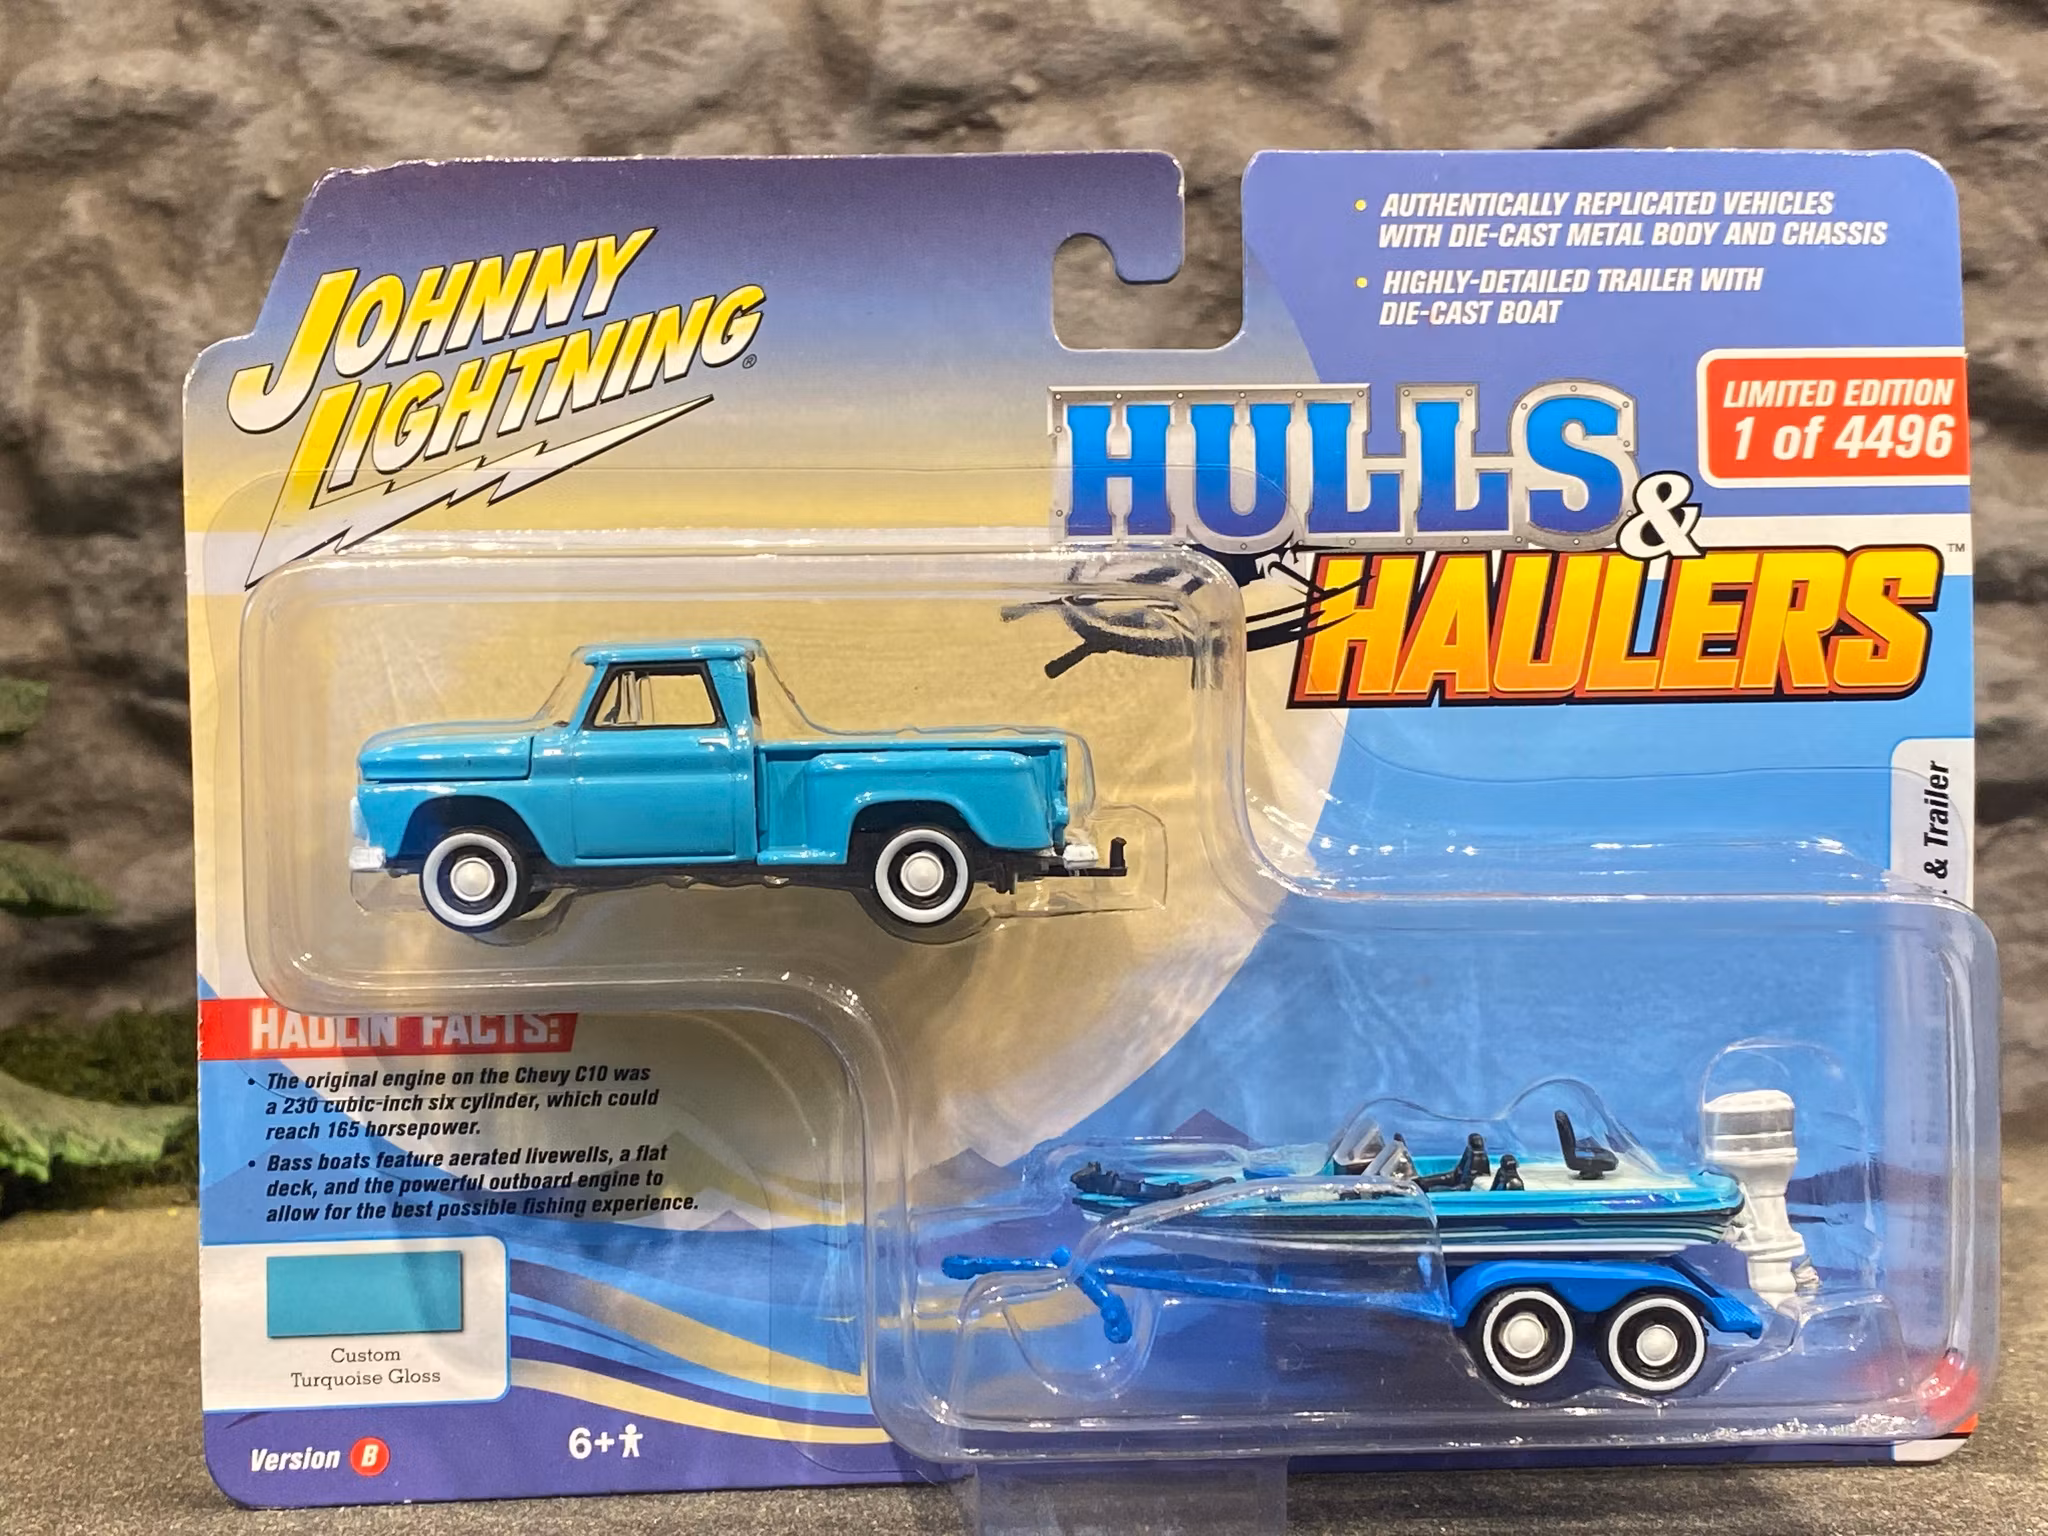 JOHNNY
LIGHTNING®
• AUTHENTICALLY REPLICATED VEHICLES
WITH DIE-CAST METAL BODY AND CHASSIS
• HIGHLY-DETAILED TRAILER WITH
DIE-CAST BOAT
LIMITED EDITION
1 of 4496
HULLS
&
HAULERS™
& Trailer
HAULIN' FACTS:
• The original engine on the Chevy C10 was
a 230 cubic-inch six cylinder, which could
reach 165 horsepower.
• Bass boats feature aerated livewells, a flat
deck, and the powerful outboard engine to
allow for the best possible fishing experience.
Custom
Turquoise Gloss
Version B
6+